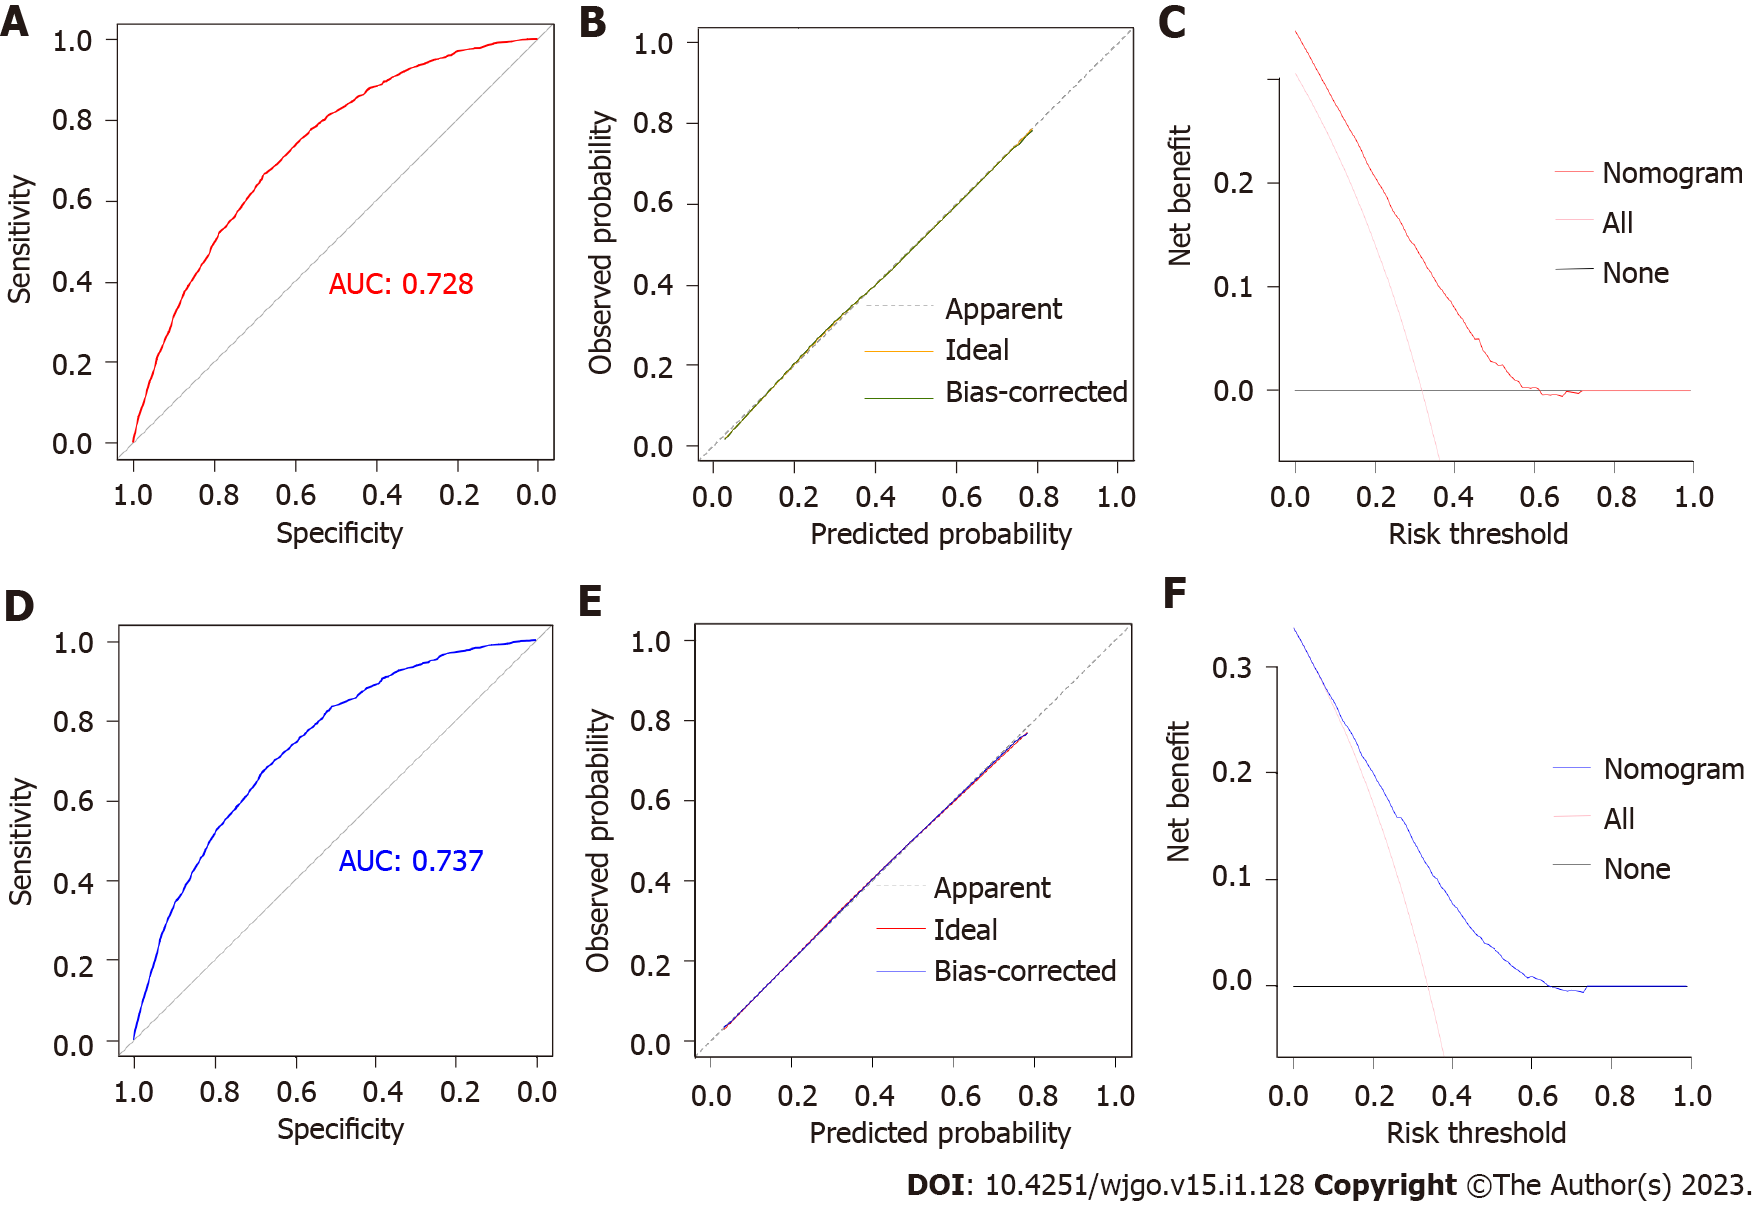 A
1.0
0.8
0.6
0.4
0.2
0.0
Sensitivity
AUC: 0.728
1.0 0.8 0.6 0.4 0.2 0.0
Specificity
B
1.0
0.8
0.6
0.4
0.2
0.0
Observed probability
Apparent
Ideal
Bias-corrected
0.0 0.2 0.4 0.6 0.8 1.0
Predicted probability
C
0.2
0.1
0.0
Net benefit
Nomogram
All
None
0.0 0.2 0.4 0.6 0.8 1.0
Risk threshold
D
1.0
0.8
0.6
0.4
0.2
0.0
Sensitivity
AUC: 0.737
1.0 0.8 0.6 0.4 0.2 0.0
Specificity
E
1.0
0.8
0.6
0.4
0.2
0.0
Observed probability
Apparent
Ideal
Bias-corrected
0.0 0.2 0.4 0.6 0.8 1.0
Predicted probability
F
0.3
0.2
0.1
0.0
Net benefit
Nomogram
All
None
0.0 0.2 0.4 0.6 0.8 1.0
Risk threshold
DOI: 10.4251/wjgo.v15.i1.128 Copyright ©The Author(s) 2023.